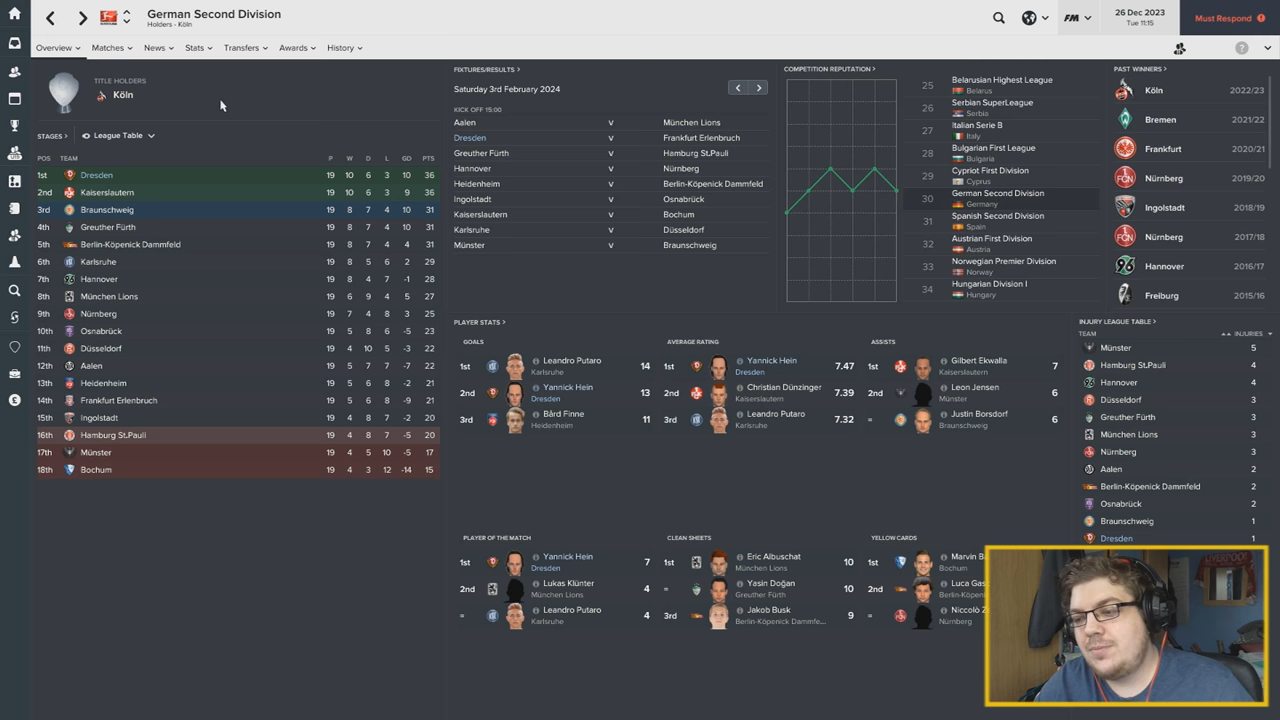 German Second Division
Holders - Köln
FM
26 Dec 2023
Tue 11:15
Must Respond
Overview
Matches
News
Stats
Transfers
Awards
History
TITLE HOLDERS
Köln
STAGES >
League Table
POS TEAM P W D L GD PTS
1st Dresden 19 10 6 3 10 36
2nd Kaiserslautern 19 10 6 3 9 36
3rd Braunschweig 19 8 7 4 10 31
4th Greuther Fürth 19 8 7 4 10 31
5th Berlin-Köpenick Dammfeld 19 8 7 4 4 31
6th Karlsruhe 19 8 5 6 2 29
7th Hannover 19 8 4 7 -1 28
8th München Lions 19 6 9 4 5 27
9th Nürnberg 19 7 4 8 3 25
10th Osnabrück 19 5 8 6 -5 23
11th Düsseldorf 19 4 10 5 -3 22
12th Aalen 19 5 7 7 -1 22
13th Heidenheim 19 5 6 8 -2 21
14th Frankfurt Erlenbruch 19 5 6 8 -9 21
15th Ingolstadt 19 4 8 7 -2 20
16th Hamburg St.Pauli 19 4 8 7 -5 20
17th Münster 19 4 5 10 -5 17
18th Bochum 19 4 3 12 -14 15
FIXTURES/RESULTS >
Saturday 3rd February 2024
KICK OFF 15:00
Aalen v München Lions
Dresden v Frankfurt Erlenbruch
Greuther Fürth v Hamburg St.Pauli
Hannover v Nürnberg
Heidenheim v Berlin-Köpenick Dammfeld
Ingolstadt v Osnabrück
Kaiserslautern v Bochum
Karlsruhe v Düsseldorf
Münster v Braunschweig
COMPETITION REPUTATION >
25 Belarusian Highest League
Belarus
26 Serbian SuperLeague
Serbia
27 Italian Serie B
Italy
28 Bulgarian First League
Bulgaria
29 Cypriot First Division
Cyprus
30 German Second Division
Germany
31 Spanish Second Division
Spain
32 Austrian First Division
Austria
33 Norwegian Premier Division
Norway
34 Hungarian Division I
Hungary
PAST WINNERS >
Köln 2022/23
Bremen 2021/22
Frankfurt 2020/21
Nürnberg 2019/20
Ingolstadt 2018/19
Nürnberg 2017/18
Hannover 2016/17
Freiburg 2015/16
PLAYER STATS >
GOALS
1st Leandro Putaro 14
Karlsruhe
2nd Yannick Hein 13
Dresden
3rd Bård Finne 11
Heidenheim
AVERAGE RATING
1st Yannick Hein 7.47
Dresden
2nd Christian Dünzinger 7.39
Kaiserslautern
3rd Leandro Putaro 7.32
Karlsruhe
ASSISTS
1st Gilbert Ekwalla 7
Kaiserslautern
2nd Leon Jensen 6
Münster
= Justin Borsdorf 6
Braunschweig
PLAYER OF THE MATCH
1st Yannick Hein 7
Dresden
2nd Lukas Klünter 4
München Lions
= Leandro Putaro 4
Karlsruhe
CLEAN SHEETS
1st Eric Albuschat 10
München Lions
= Yasin Doğan 10
Greuther Fürth
3rd Jakob Busk 9
Berlin-Köpenick Dammfe...
YELLOW CARDS
1st Marvin B
Bochum
2nd Luca Gas
Berlin-Kö
= Niccolò Z
Nürnberg
INJURY LEAGUE TABLE >
TEAM INJURIES
Münster 5
Hamburg St.Pauli 4
Hannover 4
Düsseldorf 3
Greuther Fürth 3
München Lions 3
Nürnberg 3
Aalen 2
Berlin-Köpenick Dammfeld 2
Osnabrück 2
Braunschweig 1
Dresden 1
LIVERPOOL